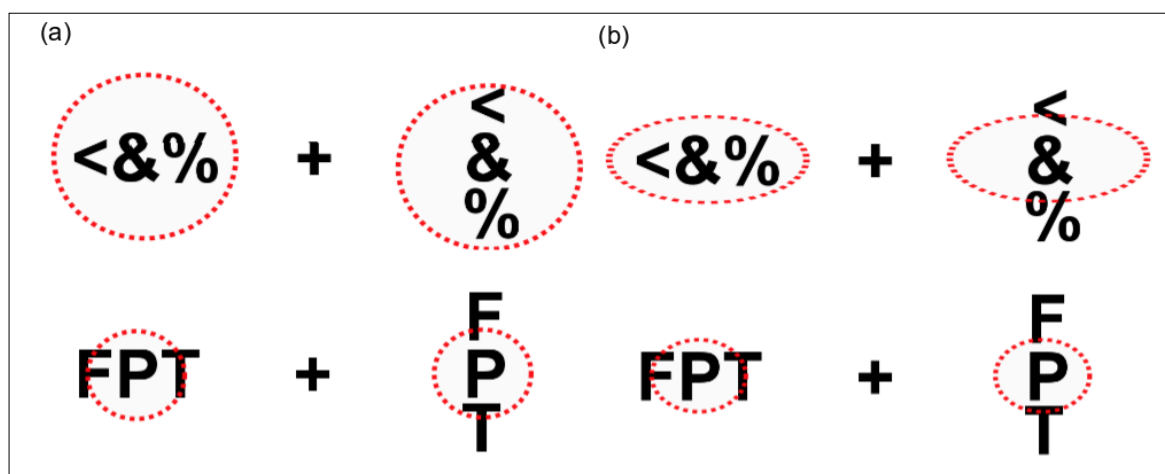 (a) (b)
<&% + < & % <&% + < & %
FPT + F P T FPT + F P T